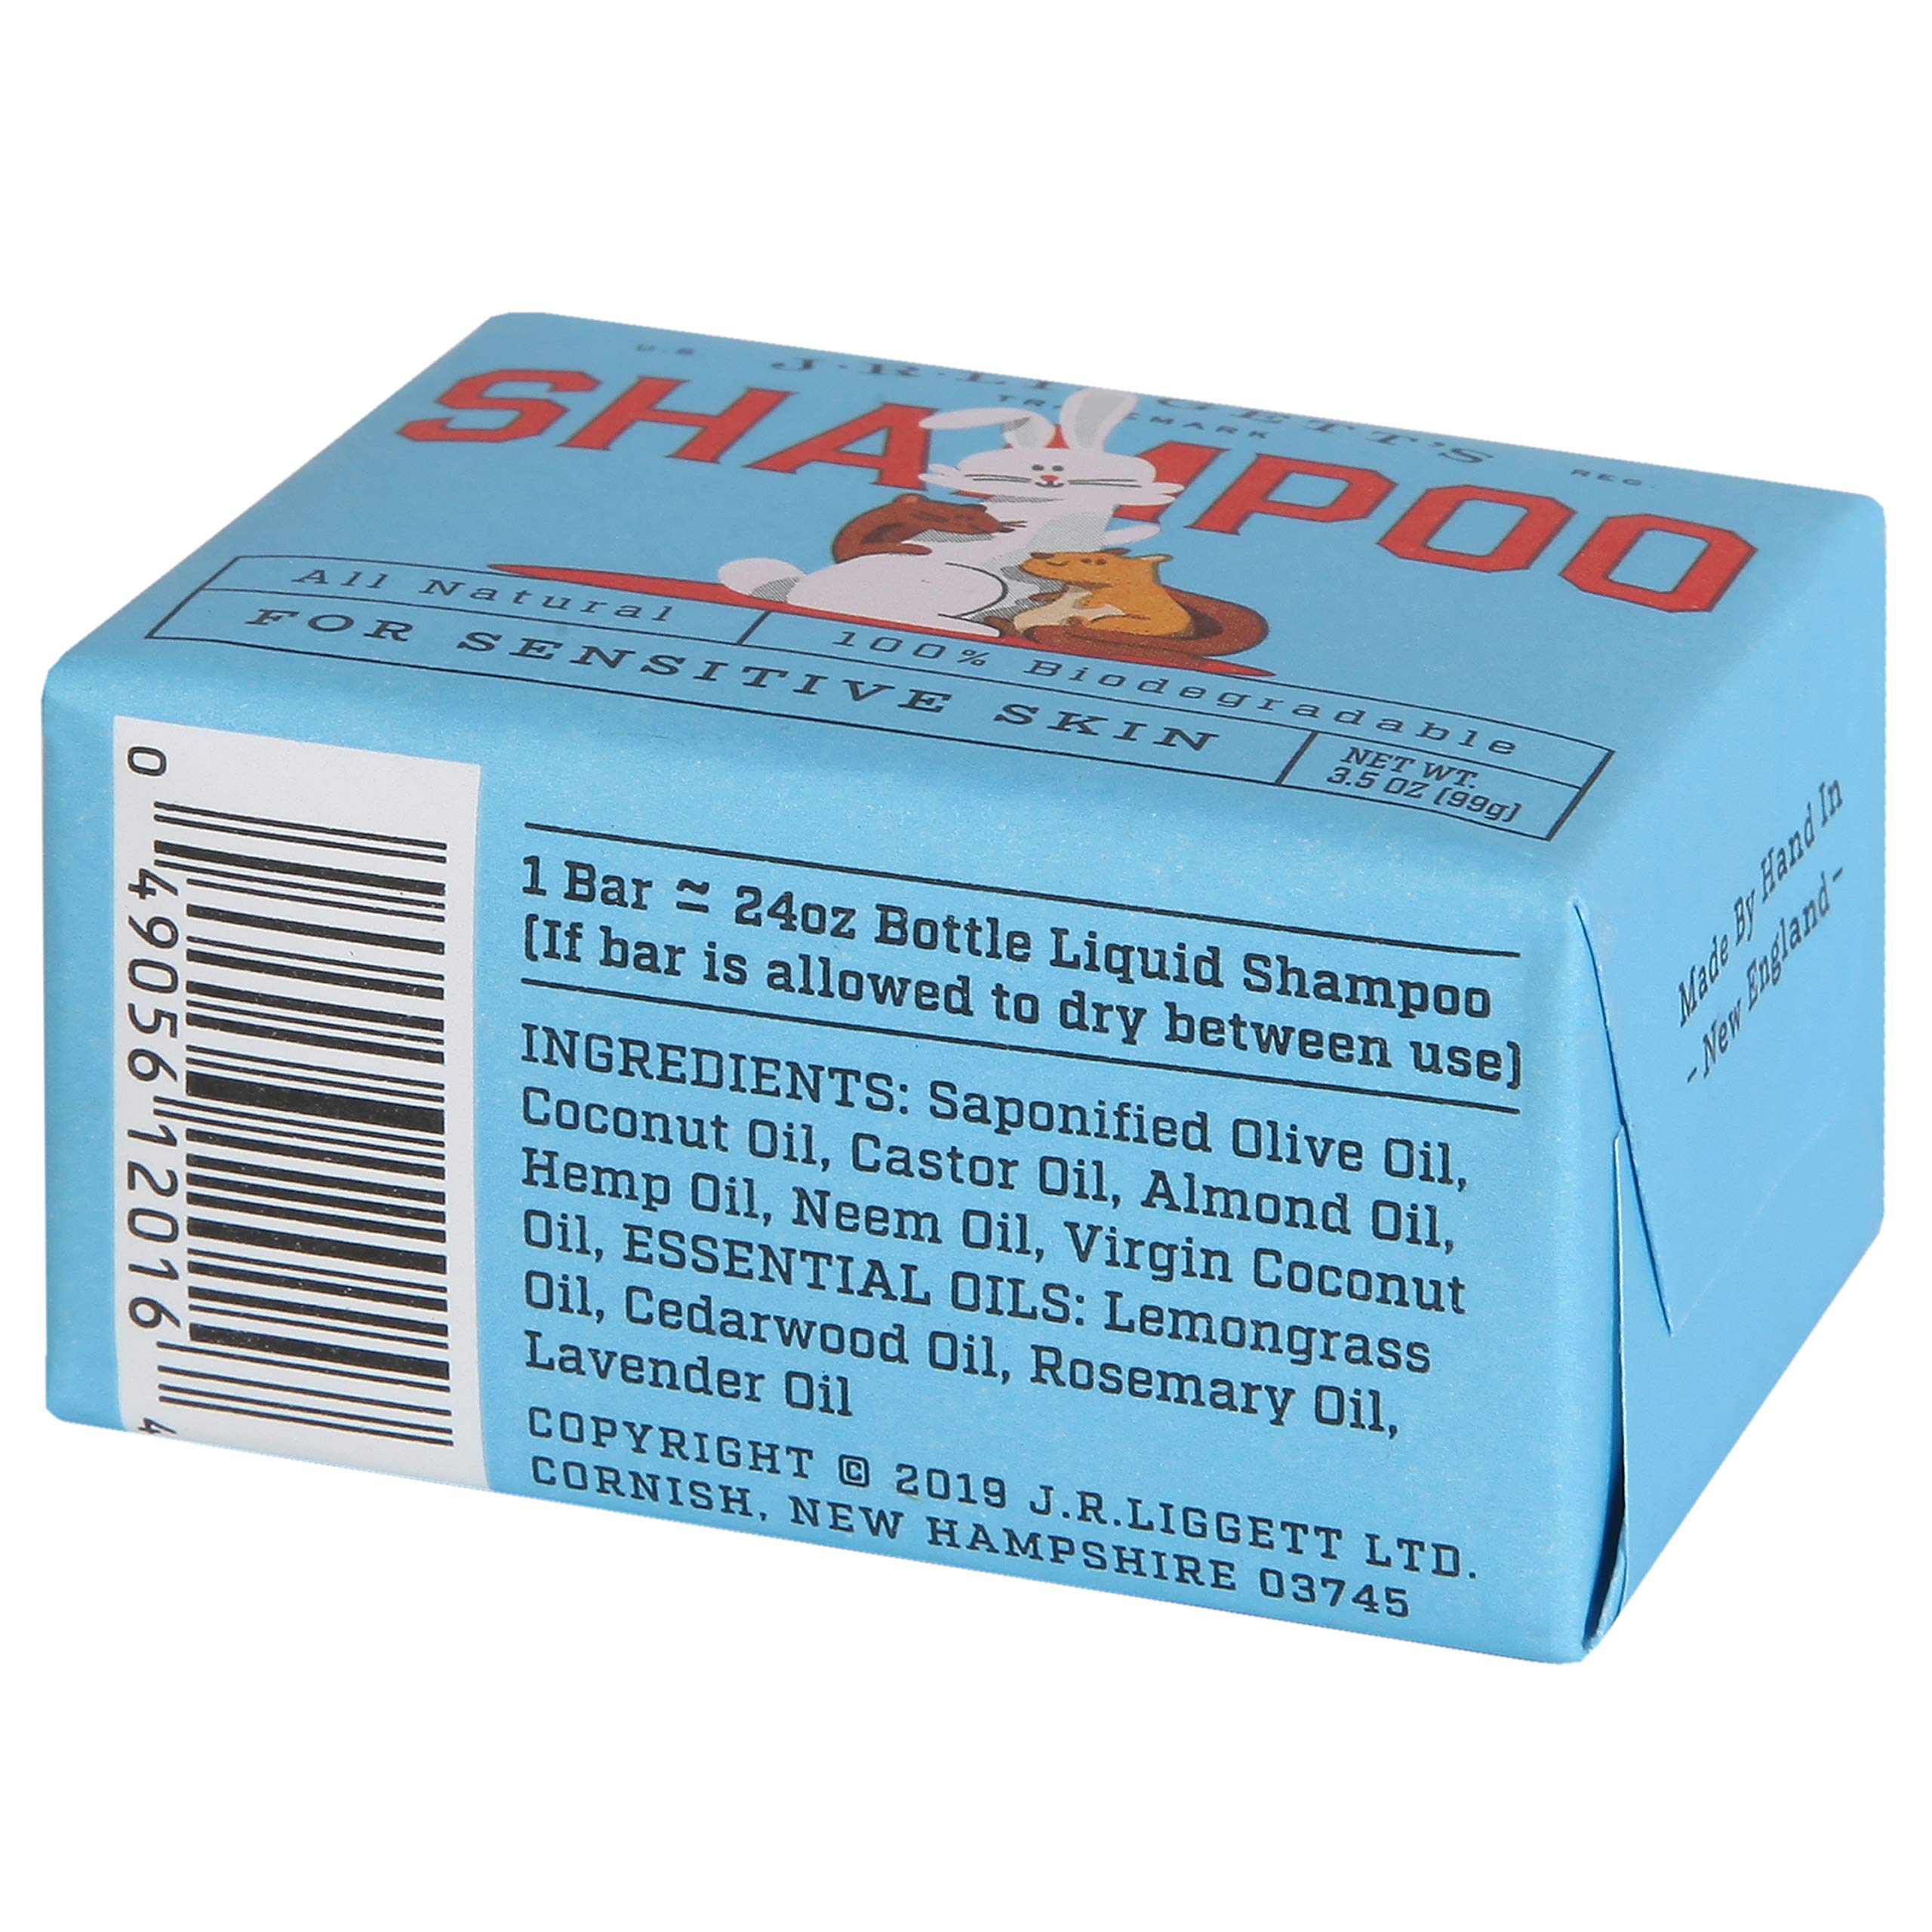 U.S J.R.LIGGETT'S REG.
TRADEMARK
SHAMPOO
All Natural 100% Biodegradable
FOR SENSITIVE SKIN NET WT.
3.5 OZ (99g)
Made By Hand In
- New England -
1 Bar ≃ 24oz Bottle Liquid Shampoo
(If bar is allowed to dry between use)
INGREDIENTS: Saponified Olive Oil,
Coconut Oil, Castor Oil, Almond Oil,
Hemp Oil, Neem Oil, Virgin Coconut
Oil, ESSENTIAL OILS: Lemongrass
Oil, Cedarwood Oil, Rosemary Oil,
Lavender Oil
COPYRIGHT © 2019 J.R.LIGGETT LTD.
CORNISH, NEW HAMPSHIRE 03745
0 49056 12016 4